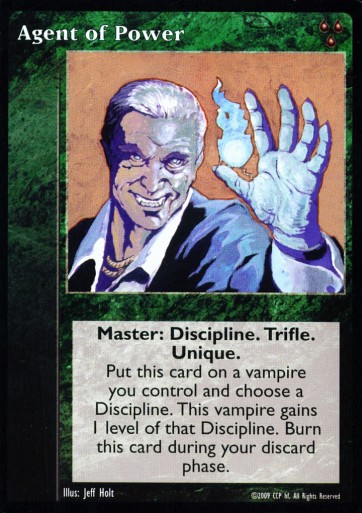 Agent of Power
Master: Discipline. Trifle.
Unique.
Put this card on a vampire
you control and choose a
Discipline. This vampire gains
1 level of that Discipline. Burn
this card during your discard
phase.
Illus: Jeff Holt
©2009 CCP hf. All Rights Reserved